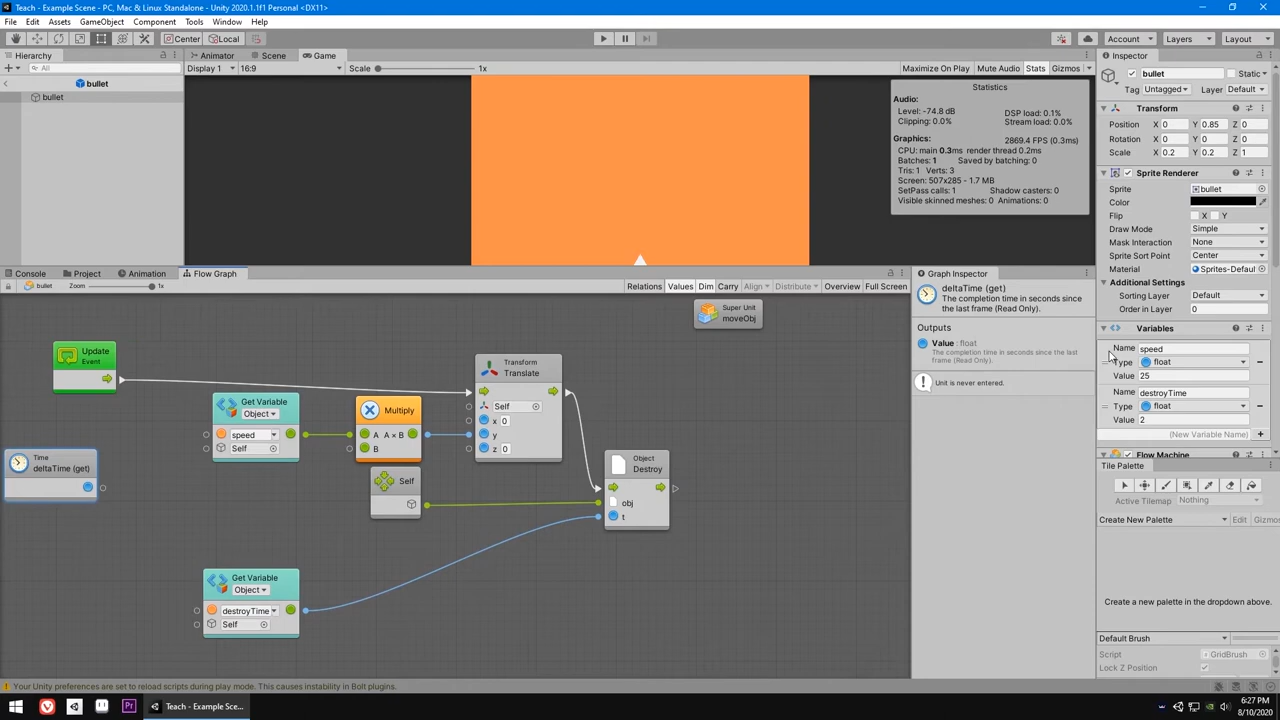 Teach - Example Scene - PC, Mac & Linux Standalone - Unity 2020.1.1f1 Personal <DX11>
File Edit Assets GameObject Component Tools Window Help
Center Local Account Layers Layout
Hierarchy
All
bullet
bullet
Animator Scene Game
Display 1 16:9 Scale 1x Maximize On Play Mute Audio Stats Gizmos
Statistics
Audio:
Level: -74.8 dB DSP load: 0.1%
Clipping: 0.0% Stream load: 0.0%
Graphics: 2869.4 FPS (0.3ms)
CPU: main 0.3ms render thread 0.2ms
Batches: 1 Saved by batching: 0
Tris: 1 Verts: 3
Screen: 507x285 - 1.7 MB
SetPass calls: 1 Shadow casters: 0
Visible skinned meshes: 0 Animations: 0
Console Project Animation Flow Graph
bullet Zoom 1x Relations Values Dim Carry Align Distribute Overview Full Screen
Super Unit
moveObj
Update
Event
Get Variable
Object
speed
Self
Multiply
A A × B
B
Transform
Translate
Self
x 0
y
z 0
Time
deltaTime (get)
Self
Object
Destroy
obj
t
Get Variable
Object
destroyTime
Self
Graph Inspector
deltaTime (get)
The completion time in seconds since
the last frame (Read Only).
Outputs
Value : float
The completion time in seconds since the
last frame (Read Only).
Unit is never entered.
Inspector
bullet Static
Tag Untagged Layer Default
Transform
Position X 0 Y 0.85 Z 0
Rotation X 0 Y 0 Z 0
Scale X 0.2 Y 0.2 Z 1
Sprite Renderer
Sprite bullet
Color
Flip X Y
Draw Mode Simple
Mask Interaction None
Sprite Sort Point Center
Material Sprites-Defaul
Additional Settings
Sorting Layer Default
Order in Layer 0
Variables
Name speed
Type float
Value 25
Name destroyTime
Type float
Value 2
(New Variable Name)
Flow Machine
Tile Palette
Active Tilemap Nothing
Create New Palette Edit Gizmos
Create a new palette in the dropdown above.
Default Brush
Script GridBrush
Lock Z Position
Your Unity preferences are set to reload scripts during play mode. This causes instability in Bolt plugins.
Pr Teach - Example Sce... 6:27 PM
8/10/2020